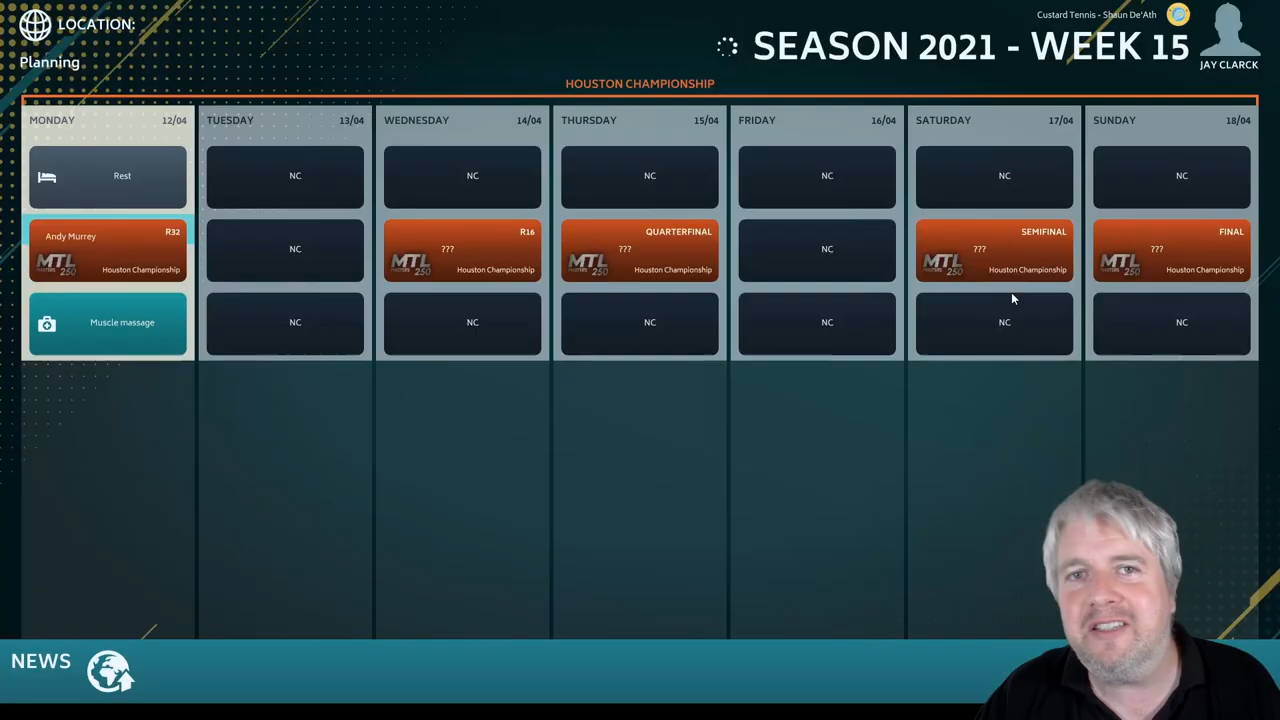 LOCATION:
Planning
Custard Tennis - Shaun De'Ath
SEASON 2021 - WEEK 15
JAY CLARCK
HOUSTON CHAMPIONSHIP
MONDAY 12/04
TUESDAY 13/04
WEDNESDAY 14/04
THURSDAY 15/04
FRIDAY 16/04
SATURDAY 17/04
SUNDAY 18/04
Rest
NC
NC
NC
NC
NC
NC
Andy Murrey R32
MTL
250
Houston Championship
NC
R16
???
MTL
250
Houston Championship
QUARTERFINAL
???
MTL
250
Houston Championship
NC
SEMIFINAL
???
MTL
250
Houston Championship
FINAL
???
MTL
250
Houston Championship
Muscle massage
NC
NC
NC
NC
NC
NC
NEWS